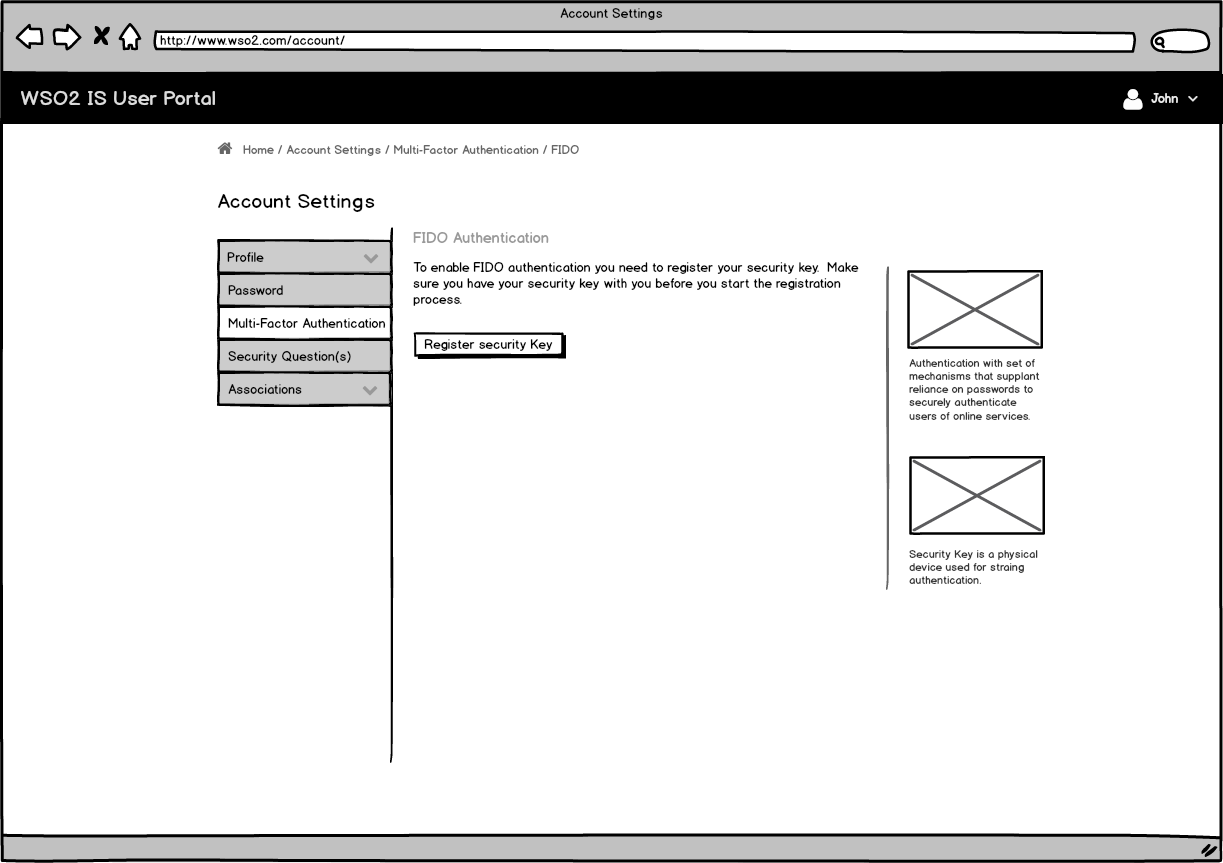 Account Settings
http://www.wso2.com/account/
WSO2 IS User Portal
John
Home / Account Settings / Multi-Factor Authentication / FIDO
Account Settings
Profile
Password
Multi-Factor Authentication
Security Question(s)
Associations
FIDO Authentication
To enable FIDO authentication you need to register your security key. Make
sure you have your security key with you before you start the registration
process.
Register security Key
Authentication with set of
mechanisms that supplant
reliance on passwords to
securely authenticate
users of online services.
Security Key is a physical
device used for straing
authentication.